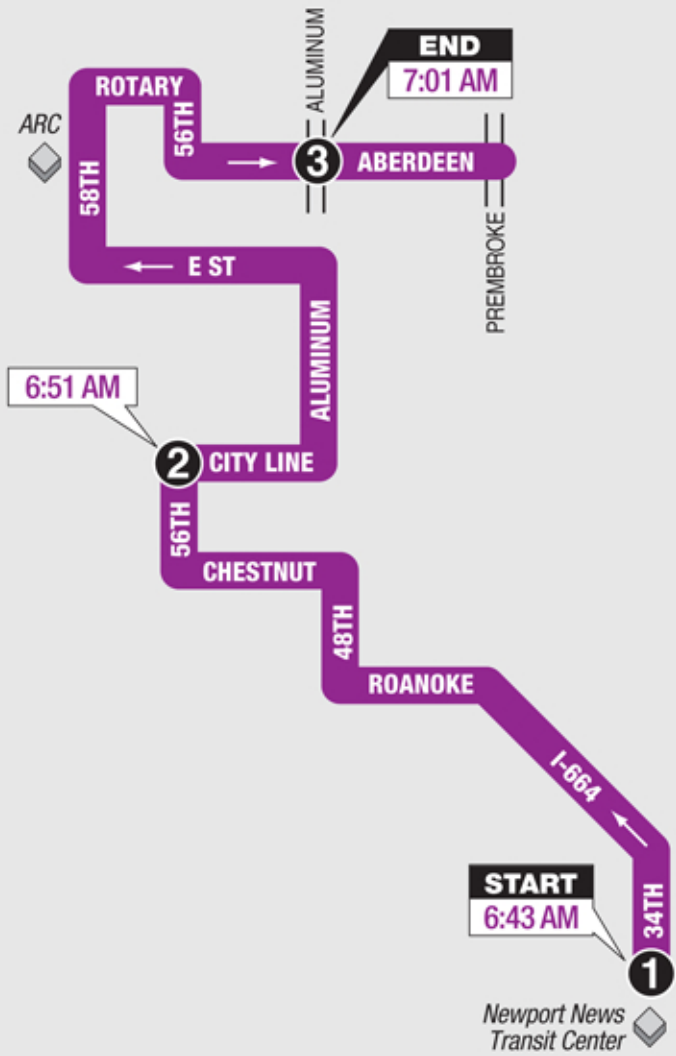 ALUMINUM
END
7:01 AM
ROTARY
ARC
56TH
3
ABERDEEN
58TH
PREMBROKE
E ST
ALUMINUM
6:51 AM
2
CITY LINE
56TH
CHESTNUT
48TH
ROANOKE
I-664
START
6:43 AM
34TH
1
Newport News
Transit Center